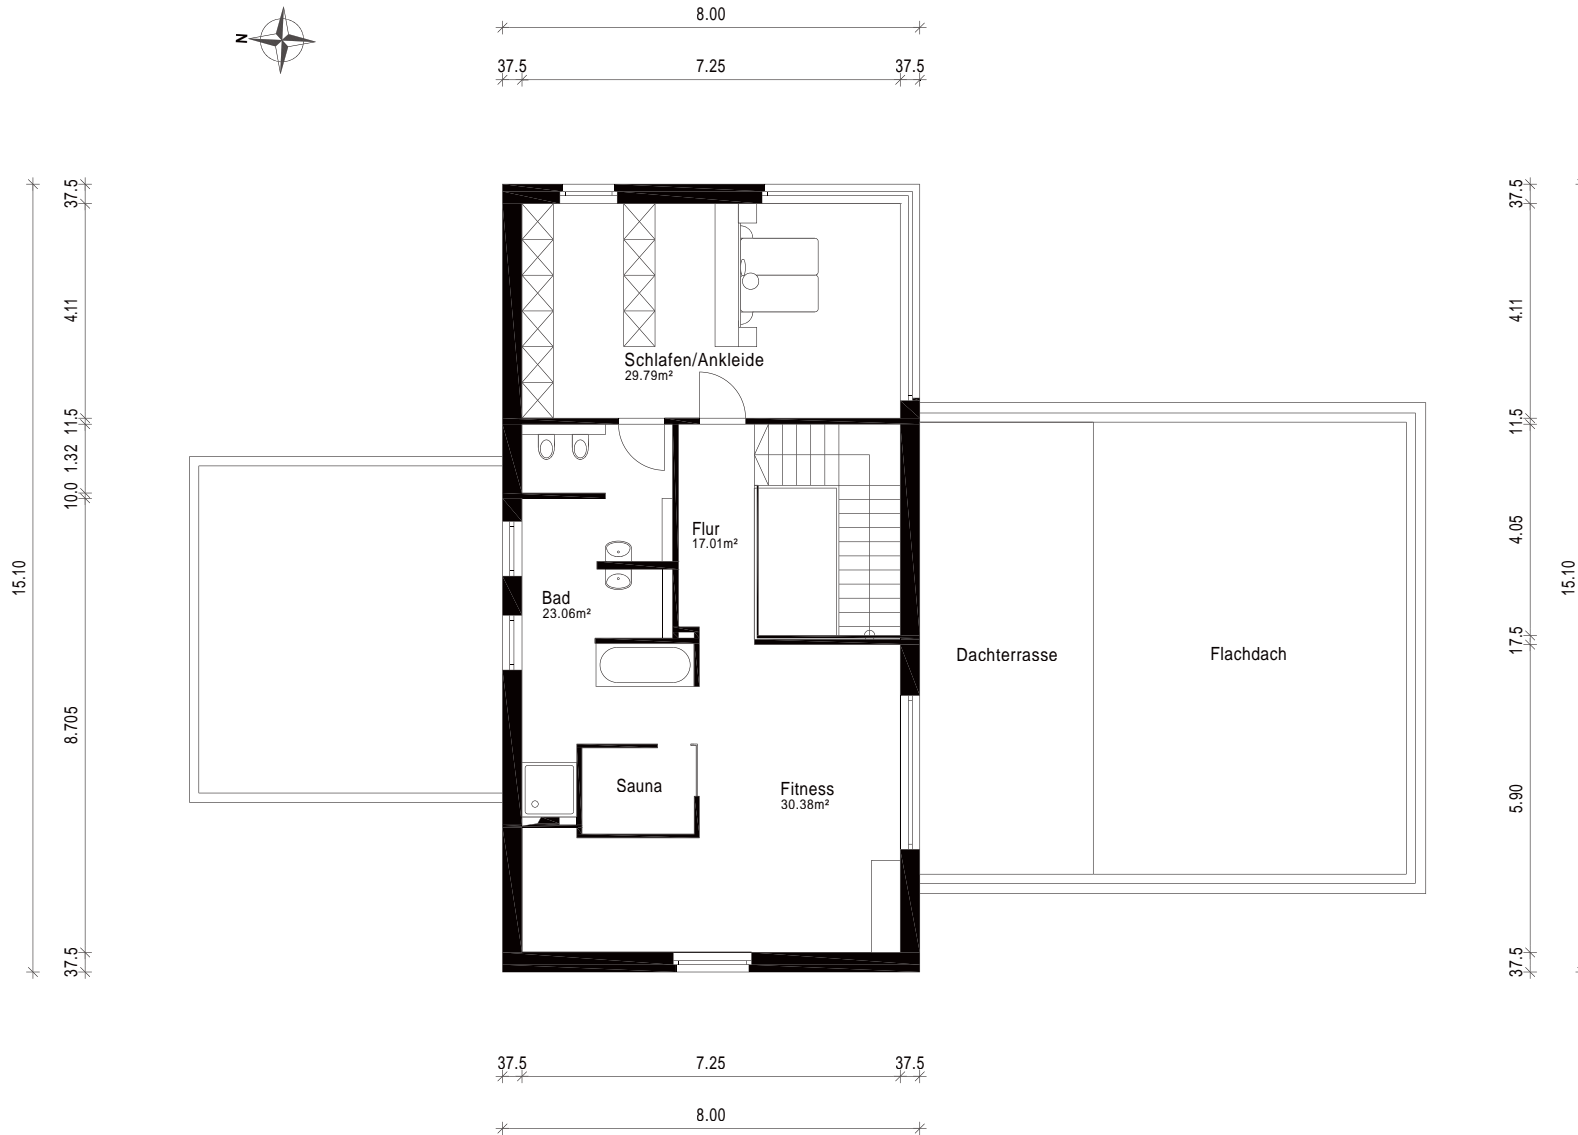 N
8.00
37.5 7.25 37.5
37.5
4.11
11.5
1.32
10.0
15.10
8.705
37.5
Schlafen/Ankleide
29.79m²
Flur
17.01m²
Bad
23.06m²
Sauna
Fitness
30.38m²
Dachterrasse
Flachdach
37.5
4.11
11.5
4.05
17.5
15.10
5.90
37.5
37.5 7.25 37.5
8.00